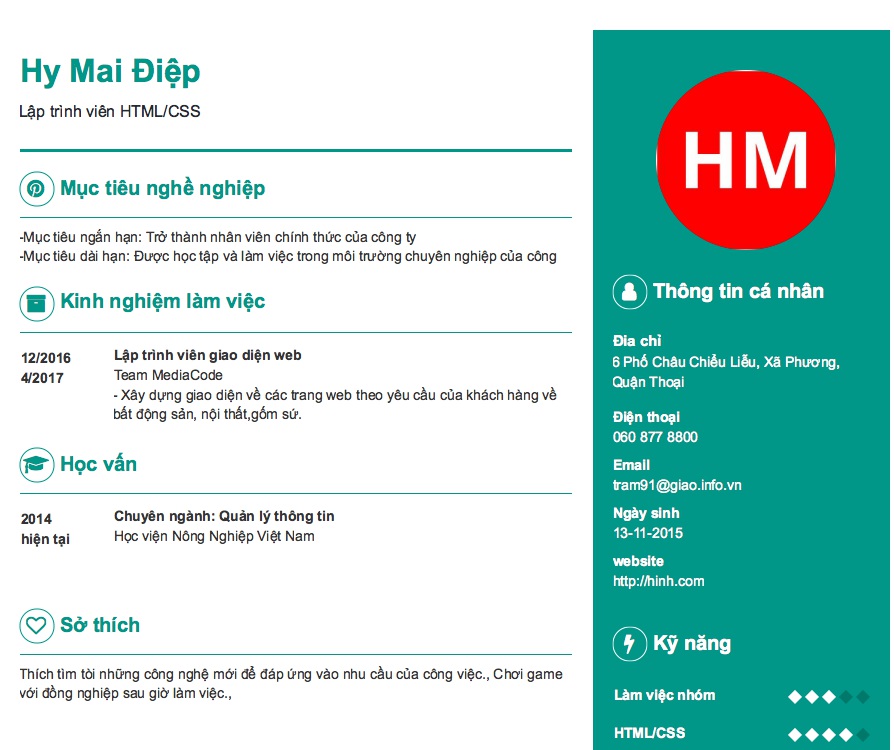 Hy Mai Điệp
Lập trình viên HTML/CSS
Mục tiêu nghề nghiệp
-Mục tiêu ngắn hạn: Trở thành nhân viên chính thức của công ty
-Mục tiêu dài hạn: Được học tập và làm việc trong môi trường chuyên nghiệp của công
Kinh nghiệm làm việc
12/2016
4/2017
Lập trình viên giao diện web
Team MediaCode
- Xây dựng giao diện về các trang web theo yêu cầu của khách hàng về
bất động sản, nội thất,gốm sứ.
Học vấn
2014
hiện tại
Chuyên ngành: Quản lý thông tin
Học viện Nông Nghiệp Việt Nam
Sở thích
Thích tìm tòi những công nghệ mới để đáp ứng vào nhu cầu của công việc., Chơi game
với đồng nghiệp sau giờ làm việc.,
HM
Thông tin cá nhân
Đia chỉ
6 Phố Châu Chiều Liễu, Xã Phương,
Quận Thoại
Điện thoại
060 877 8800
Email
tram91@giao.info.vn
Ngày sinh
13-11-2015
website
http://hinh.com
Kỹ năng
Làm việc nhóm
HTML/CSS